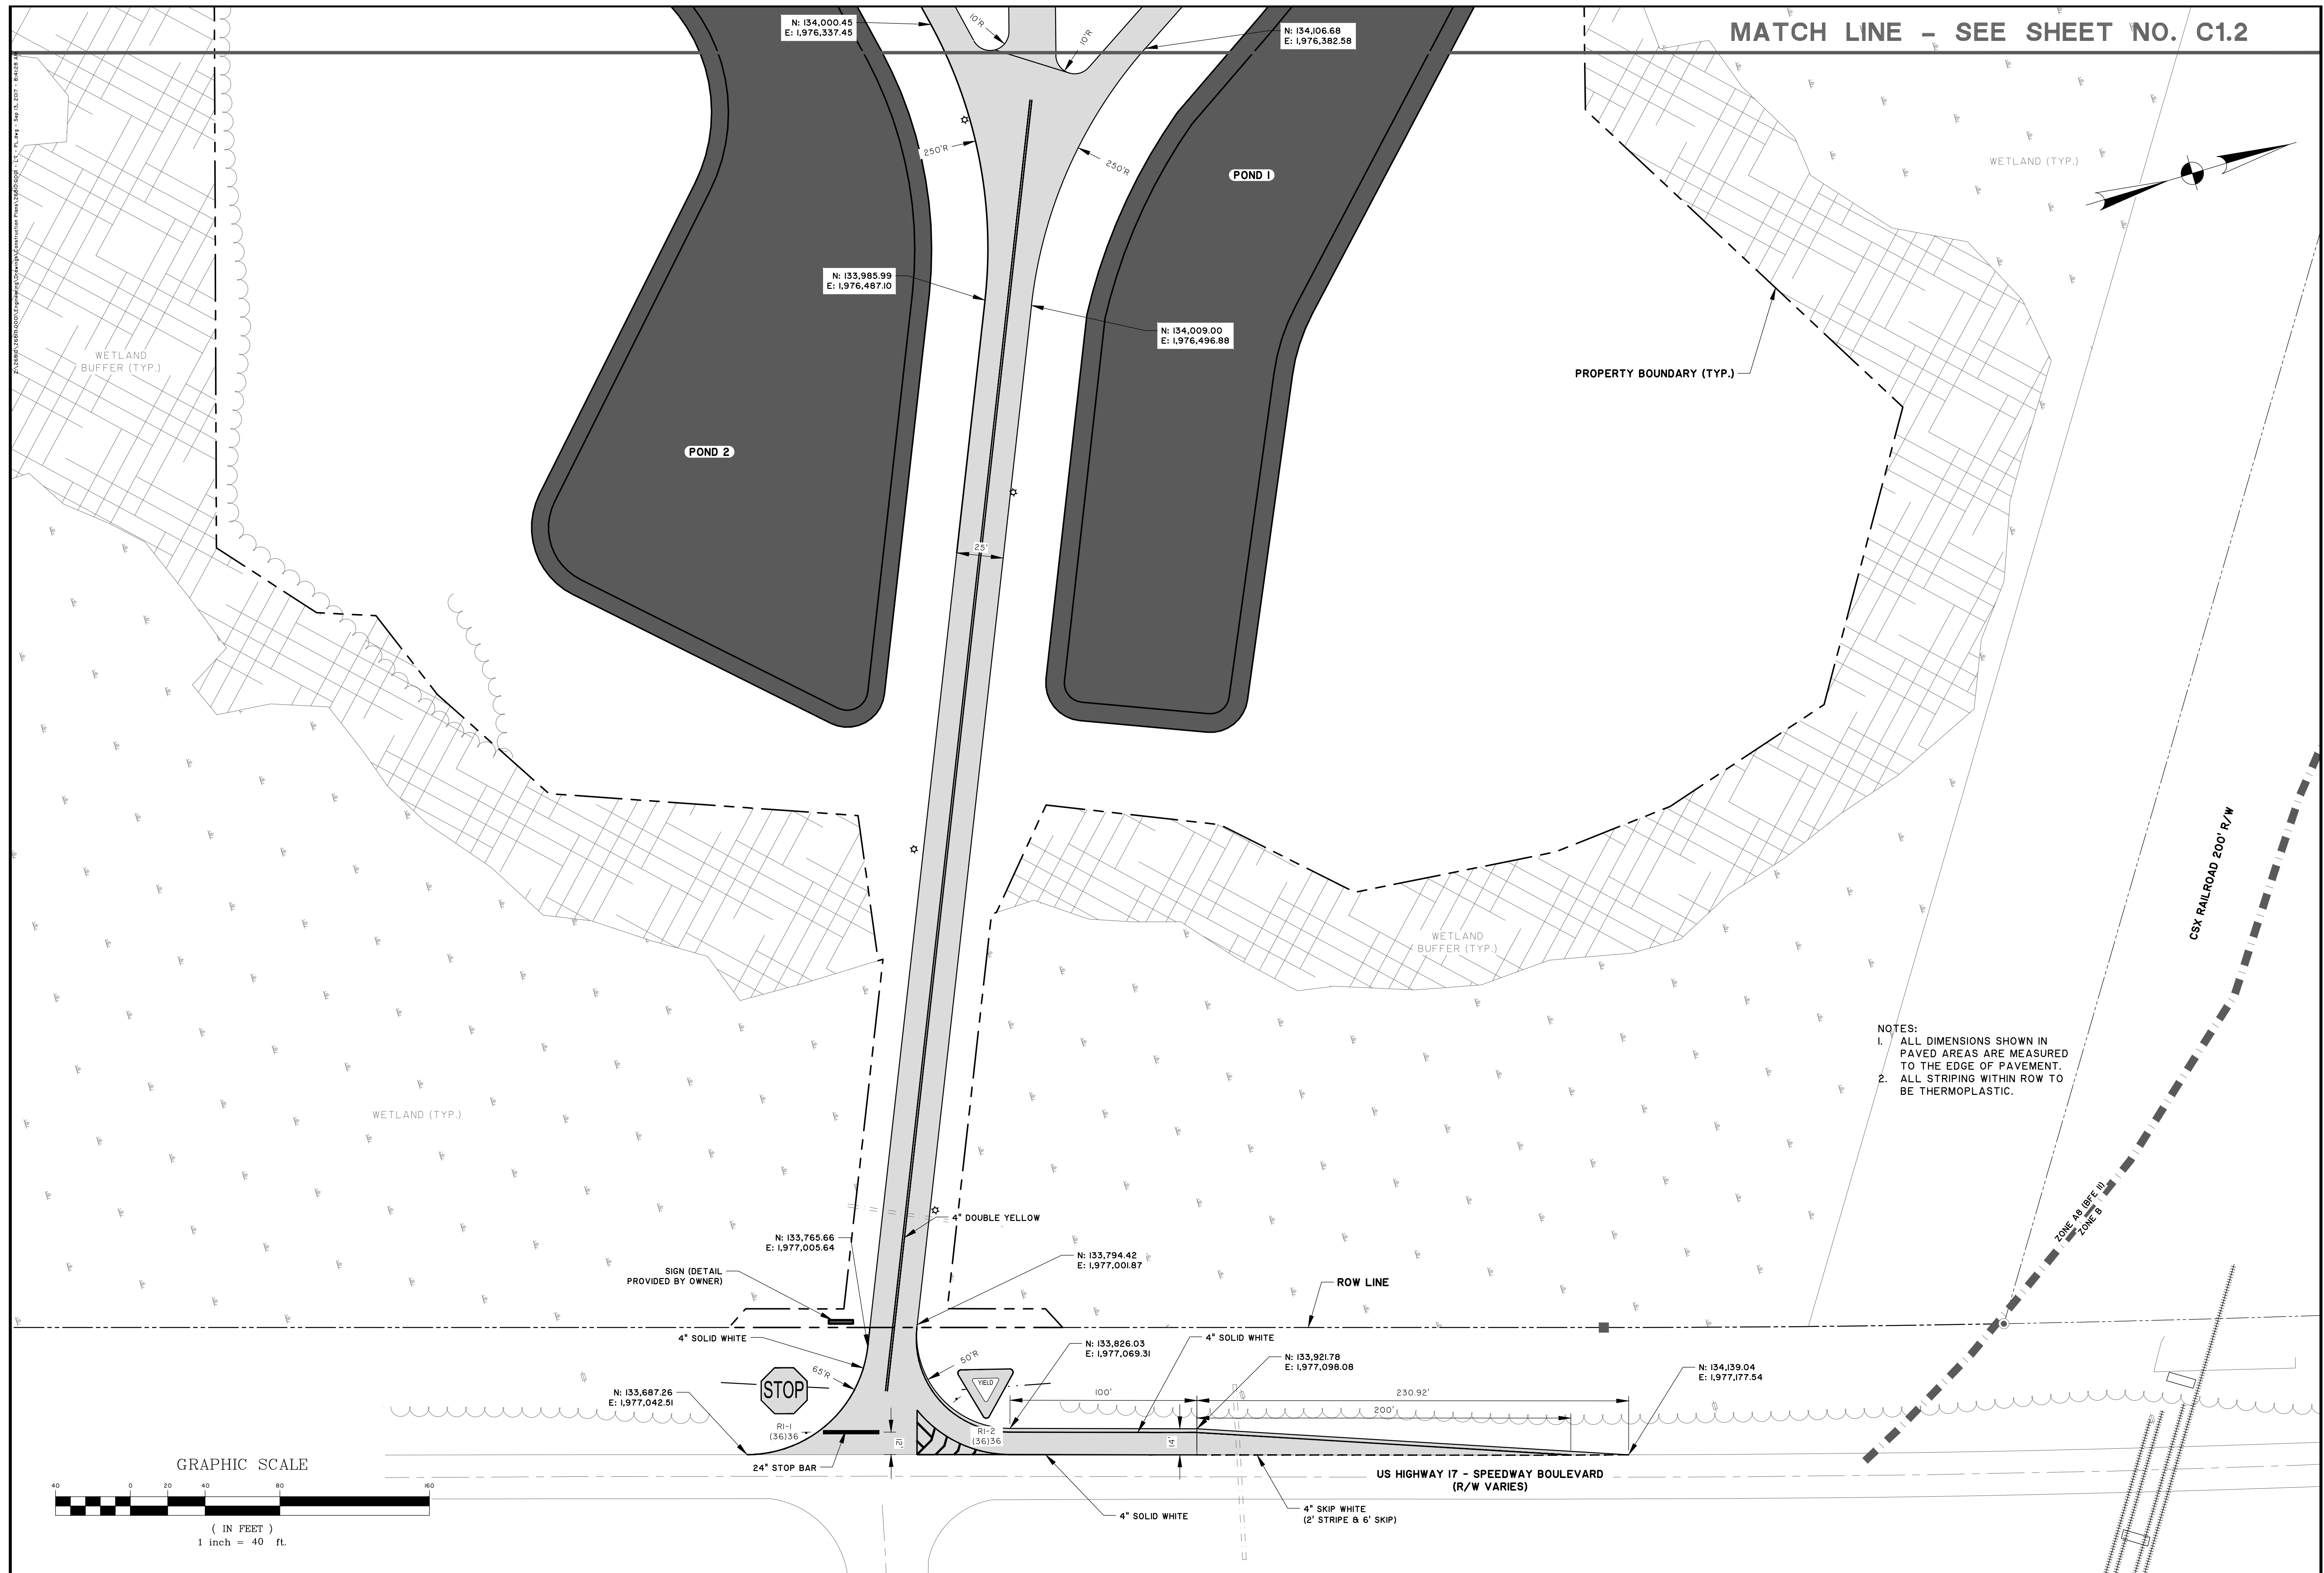 MATCH LINE - SEE SHEET NO. C1.2
N: 134,000.45
E: 1,976,337.45
10'R
10'R
N: 134,106.68
E: 1,976,382.58
250'R
250'R
POND 1
WETLAND (TYP.)
N: 133,985.99
E: 1,976,487.10
N: 134,009.00
E: 1,976,496.88
WETLAND
BUFFER (TYP.)
PROPERTY BOUNDARY (TYP.)
POND 2
25'
CSX RAILROAD 200' R/W
WETLAND
BUFFER (TYP.)
NOTES:
1. ALL DIMENSIONS SHOWN IN
PAVED AREAS ARE MEASURED
TO THE EDGE OF PAVEMENT.
2. ALL STRIPING WITHIN ROW TO
BE THERMOPLASTIC.
WETLAND (TYP.)
ZONE A8 (BFE 11)
ZONE B
4" DOUBLE YELLOW
N: 133,765.66
E: 1,977,005.64
N: 133,794.42
E: 1,977,001.87
SIGN (DETAIL
PROVIDED BY OWNER)
ROW LINE
4" SOLID WHITE
4" SOLID WHITE
N: 133,826.03
E: 1,977,069.31
N: 133,921.78
E: 1,977,098.08
N: 134,139.04
E: 1,977,177.54
65'R
50'R
STOP
YIELD
N: 133,687.26
E: 1,977,042.51
100'
230.92'
200'
R1-1
(36)36
R1-2
(36)36
12'
14'
24" STOP BAR
US HIGHWAY 17 - SPEEDWAY BOULEVARD
(R/W VARIES)
4" SOLID WHITE
4" SKIP WHITE
(2' STRIPE & 6' SKIP)
GRAPHIC SCALE
40 0 20 40 80 160
( IN FEET )
1 inch = 40 ft.